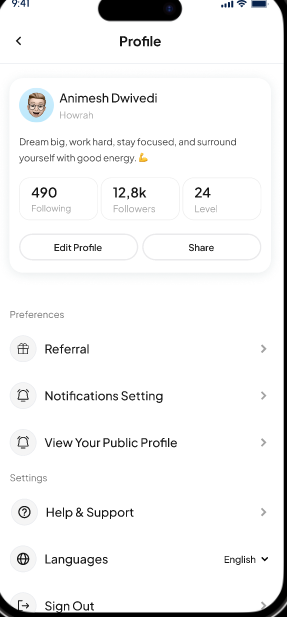 9:41
Profile
Animesh Dwivedi
Howrah
Dream big, work hard, stay focused, and surround
yourself with good energy. 💪
490 12,8k 24
Following Followers Level
Edit Profile Share
Preferences
Referral
Notifications Setting
View Your Public Profile
Settings
Help & Support
Languages English
Sign Out